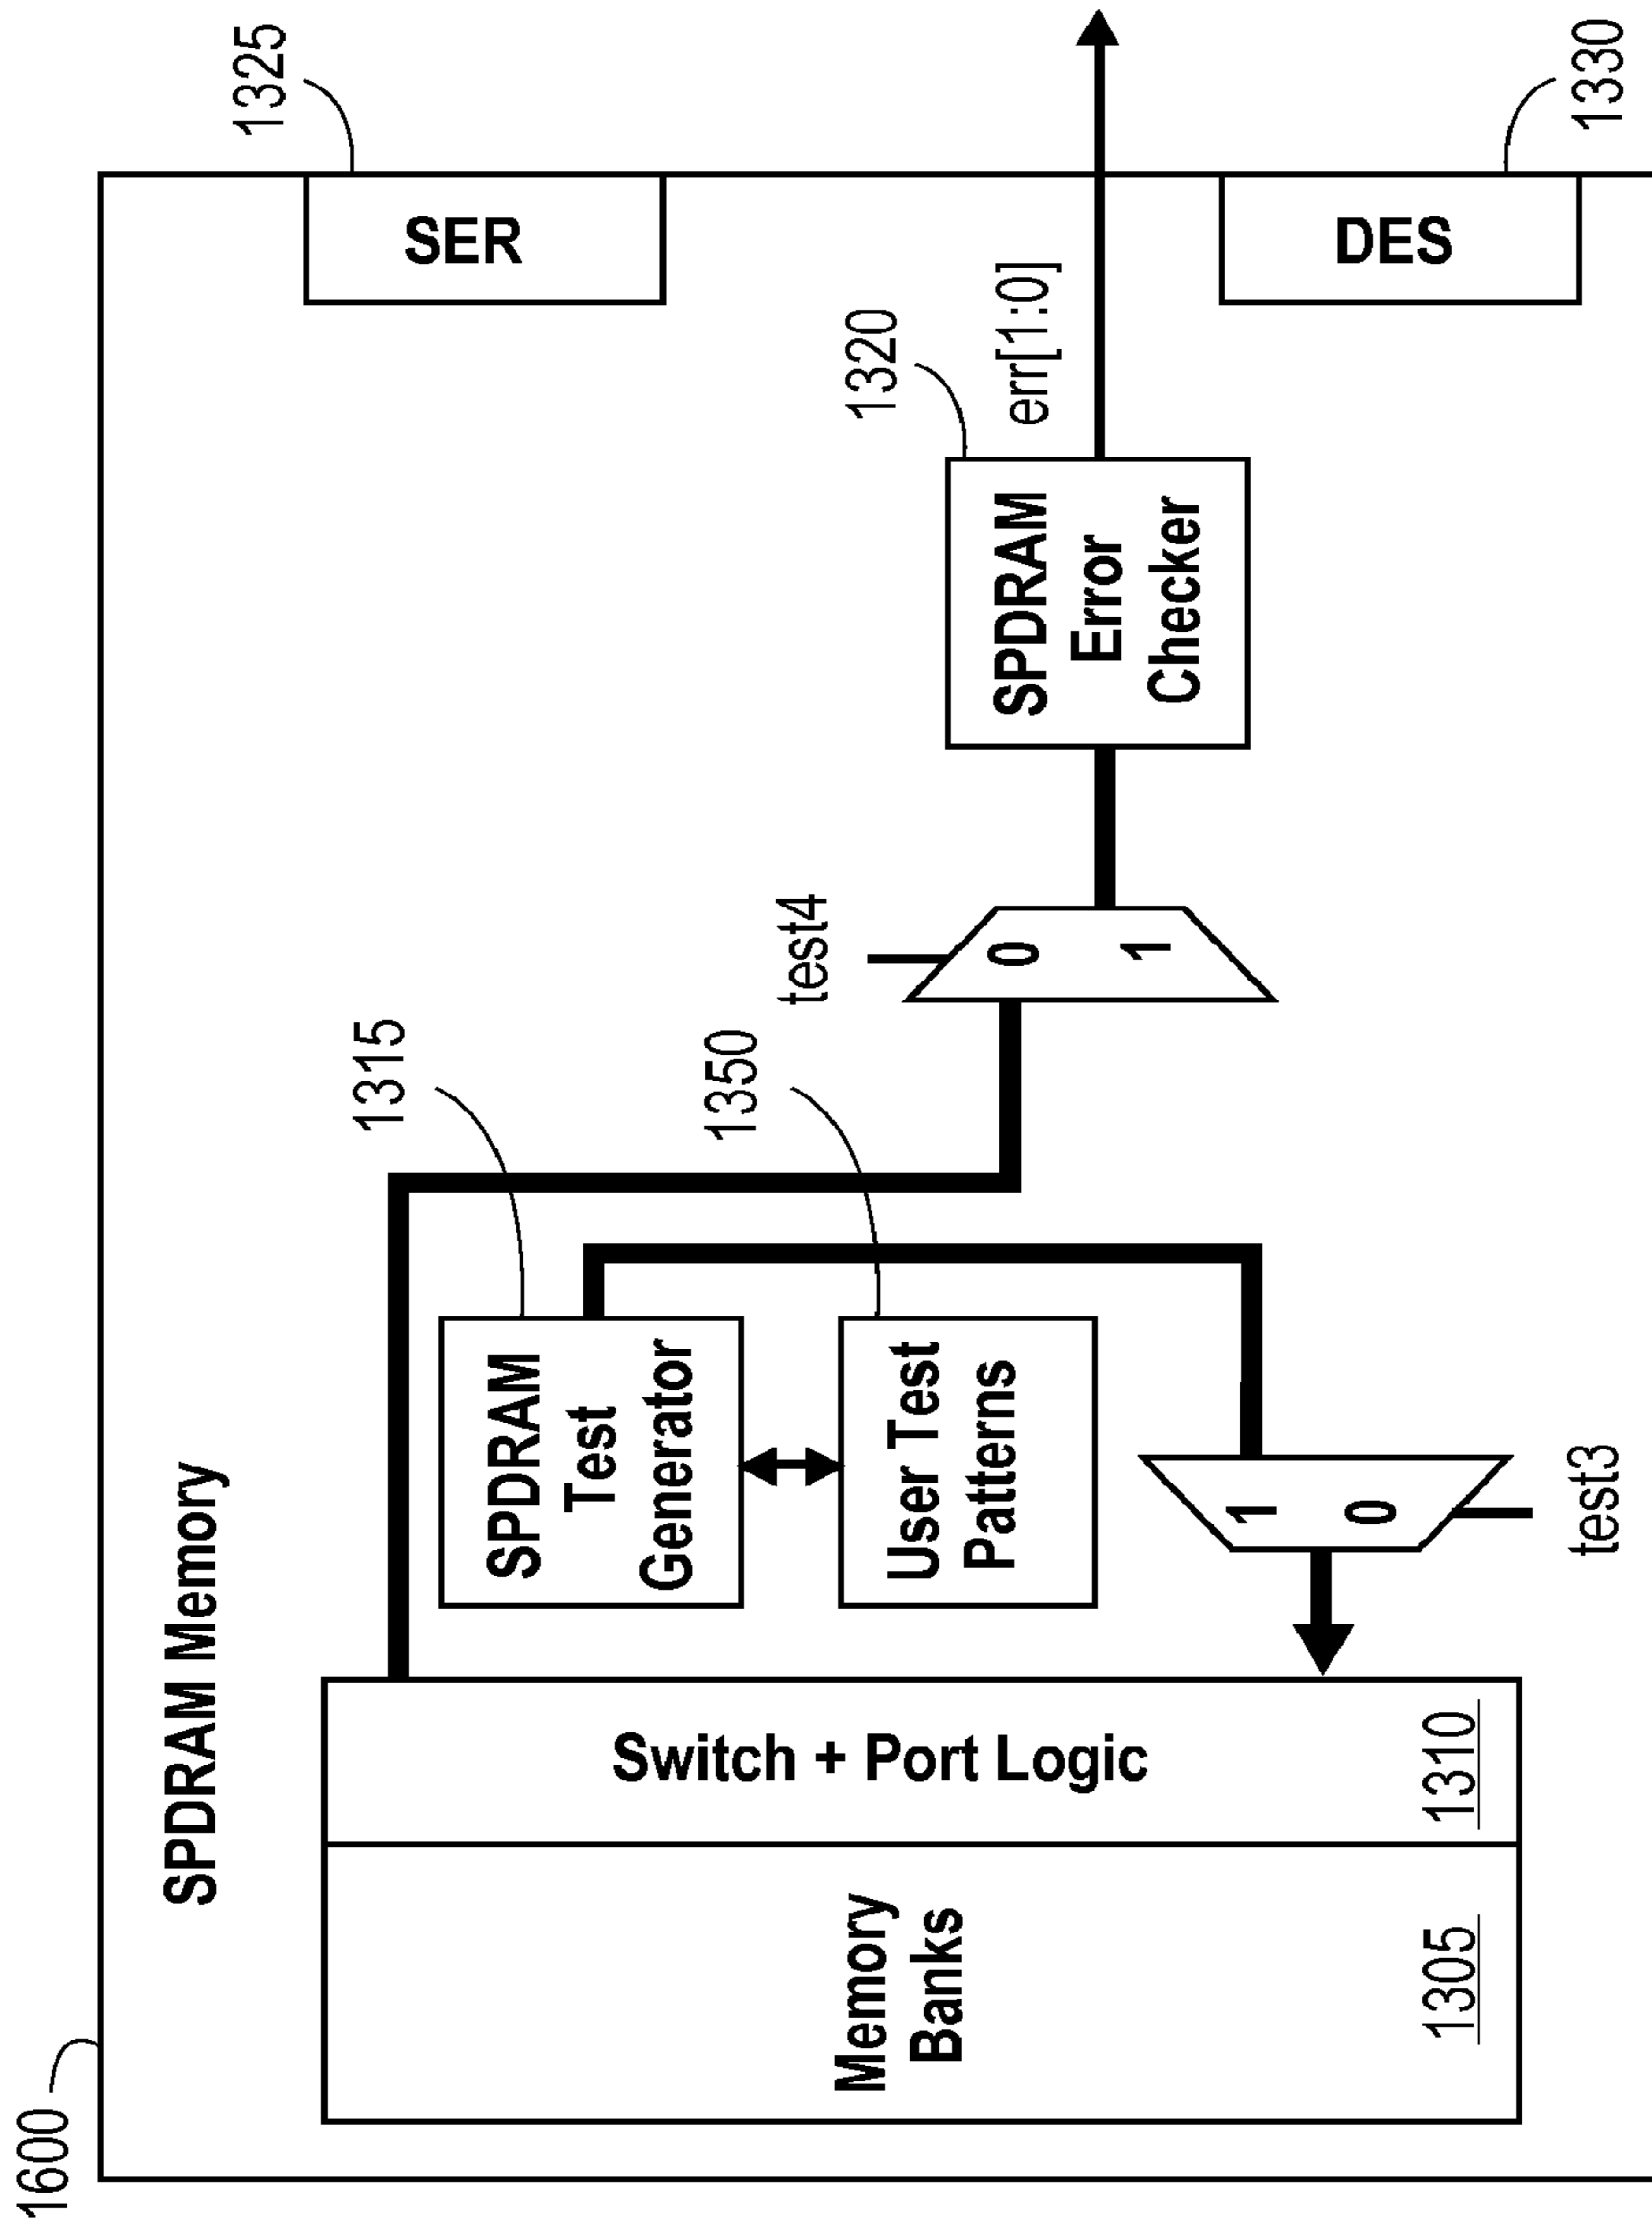 1600
SPDRAM Memory
Memory
Banks
1305
Switch + Port Logic
1310
SPDRAM
Test
Generator
1315
User Test
Patterns
1350
1
0
test3
test4
0
1
SPDRAM
Error
Checker
1320
err[1:0]
SER
1325
DES
1330